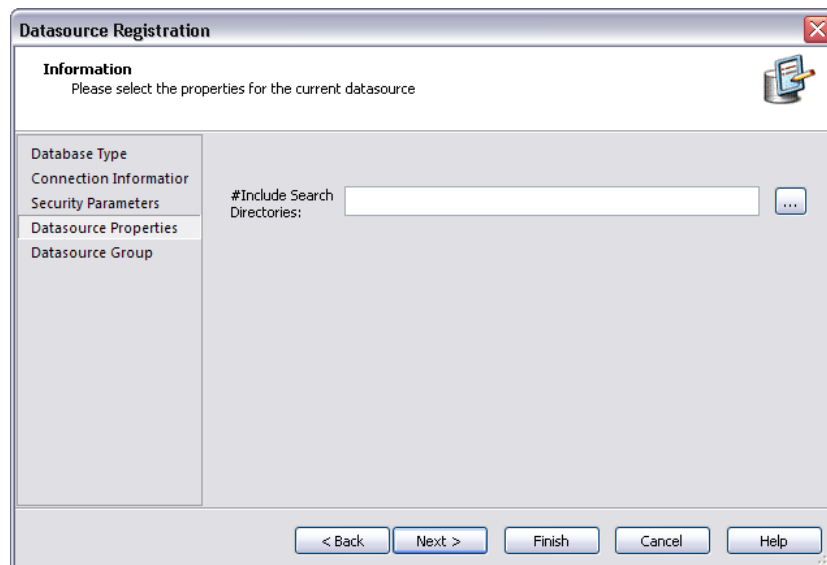 Datasource Registration
Information
Please select the properties for the current datasource
Database Type
Connection Informatior
Security Parameters
Datasource Properties
Datasource Group
#Include Search
Directories:
...
< Back
Next >
Finish
Cancel
Help